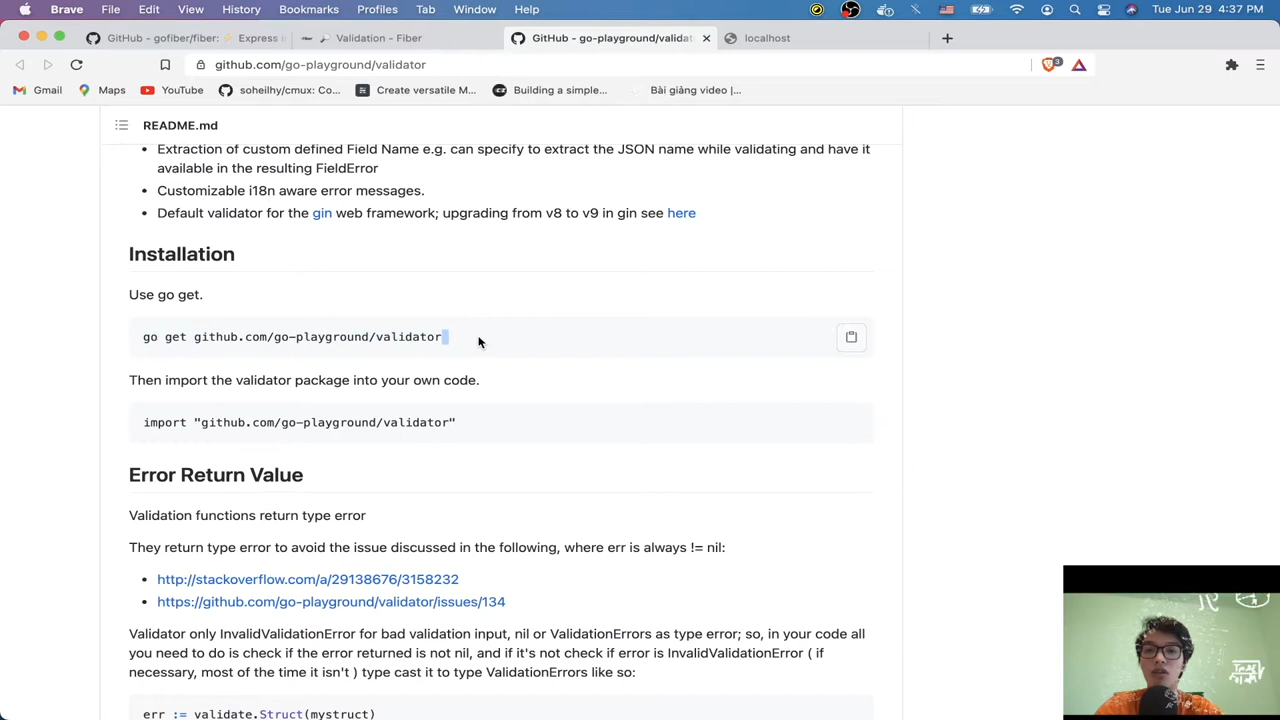 Brave File Edit View History Bookmarks Profiles Tab Window Help Tue Jun 29 4:37 PM
GitHub - gofiber/fiber: ⚡ Express i Validation – Fiber GitHub - go-playground/validat localhost
github.com/go-playground/validator 3
Gmail Maps YouTube soheilhy/cmux: Co... Create versatile M... Building a simple... Bài giảng video |...
README.md
• Extraction of custom defined Field Name e.g. can specify to extract the JSON name while validating and have it
available in the resulting FieldError
• Customizable i18n aware error messages.
• Default validator for the gin web framework; upgrading from v8 to v9 in gin see here
Installation
Use go get.
go get github.com/go-playground/validator
Then import the validator package into your own code.
import "github.com/go-playground/validator"
Error Return Value
Validation functions return type error
They return type error to avoid the issue discussed in the following, where err is always != nil:
• http://stackoverflow.com/a/29138676/3158232
• https://github.com/go-playground/validator/issues/134
Validator only InvalidValidationError for bad validation input, nil or ValidationErrors as type error; so, in your code all
you need to do is check if the error returned is not nil, and if it's not check if error is InvalidValidationError ( if
necessary, most of the time it isn't ) type cast it to type ValidationErrors like so:
err := validate.Struct(mystruct)